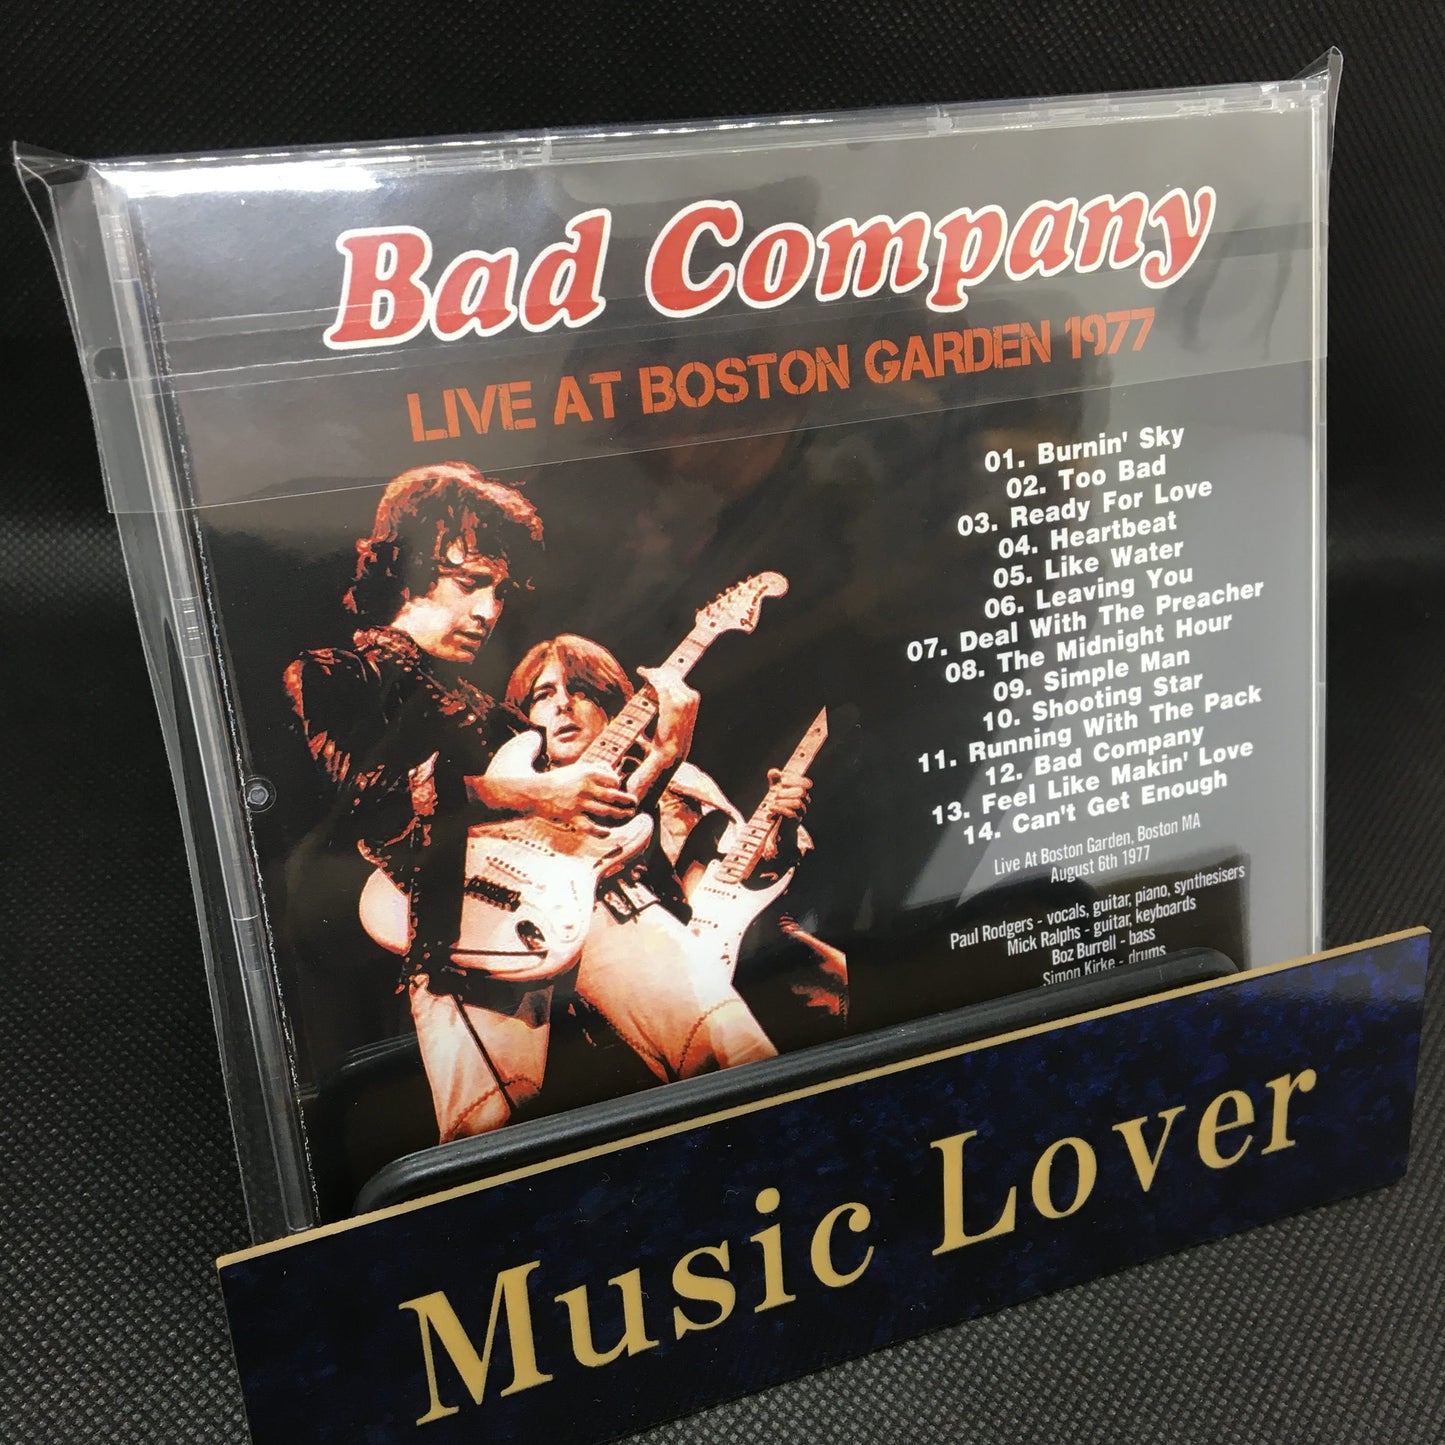 Bad Company
LIVE AT BOSTON GARDEN 1977
01. Burnin' Sky
02. Too Bad
03. Ready For Love
04. Heartbeat
05. Like Water
06. Leaving You
07. Deal With The Preacher
08. The Midnight Hour
09. Simple Man
10. Shooting Star
11. Running With The Pack
12. Bad Company
13. Feel Like Makin' Love
14. Can't Get Enough
Live At Boston Garden, Boston MA
August 6th 1977
Paul Rodgers - vocals, guitar, piano, synthesisers
Mick Ralphs - guitar, keyboards
Boz Burrell - bass
Simon Kirke - drums
Music Lover